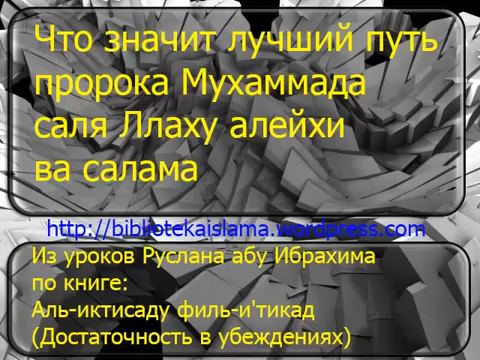 Что значит лучший путь
пророка Мухаммада
саля Ллаху алейхи
ва салама
http://bibliotekaislama.wordpress.com
Из уроков Руслана абу Ибрахима
по книге:
Аль-иктисаду филь-и'тикад
(Достаточность в убеждениях)